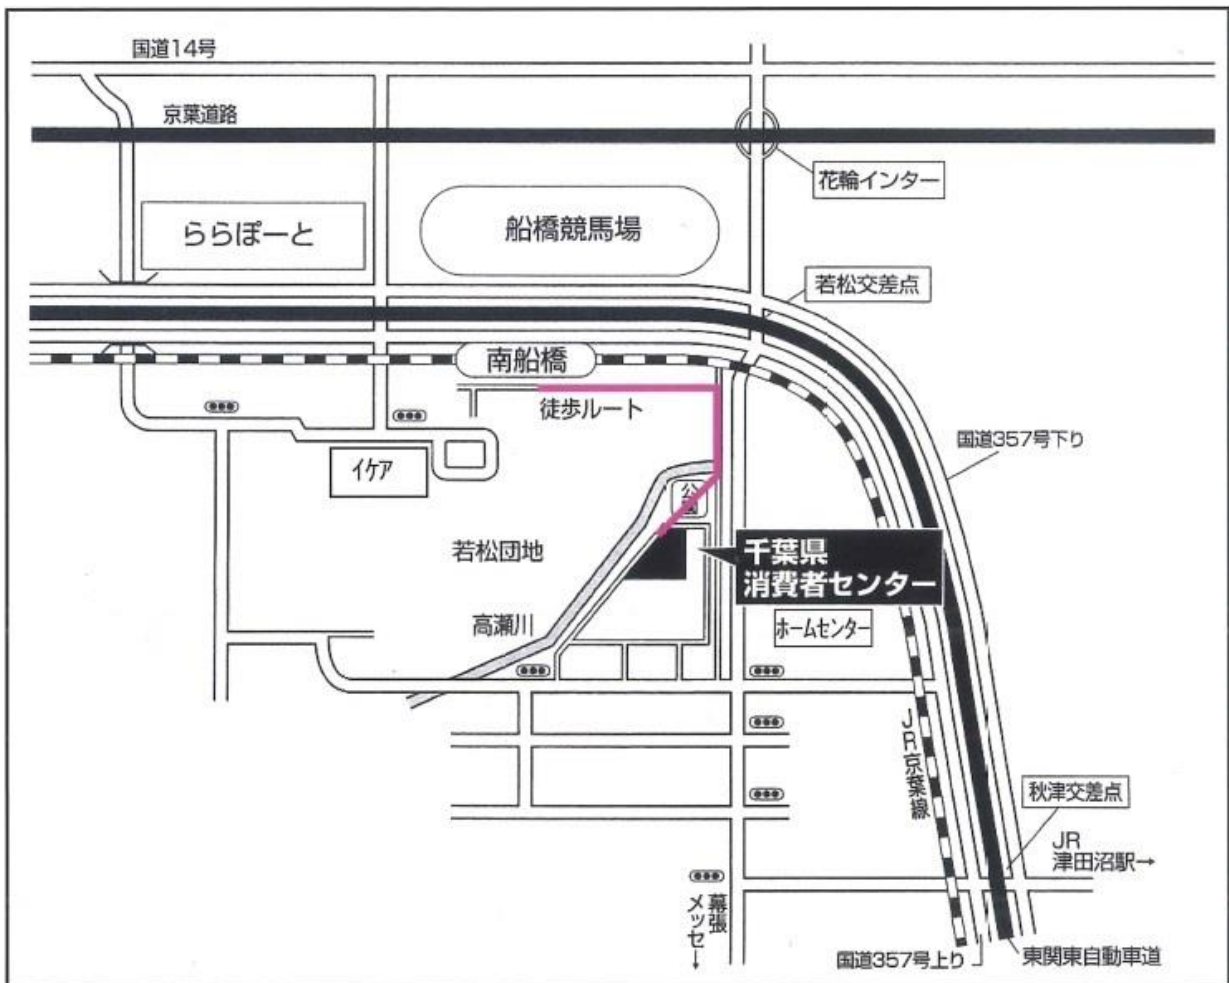 国道14号
京葉道路
花輪インター
ららぽーと
船橋競馬場
若松交差点
南船橋
徒歩ルート
国道357号下り
イケア
公園
若松団地
千葉県
消費者センター
高瀬川
ホームセンター
JR京葉線
秋津交差点
JR
津田沼駅→
幕張
メッセ→
国道357号上り
東関東自動車道